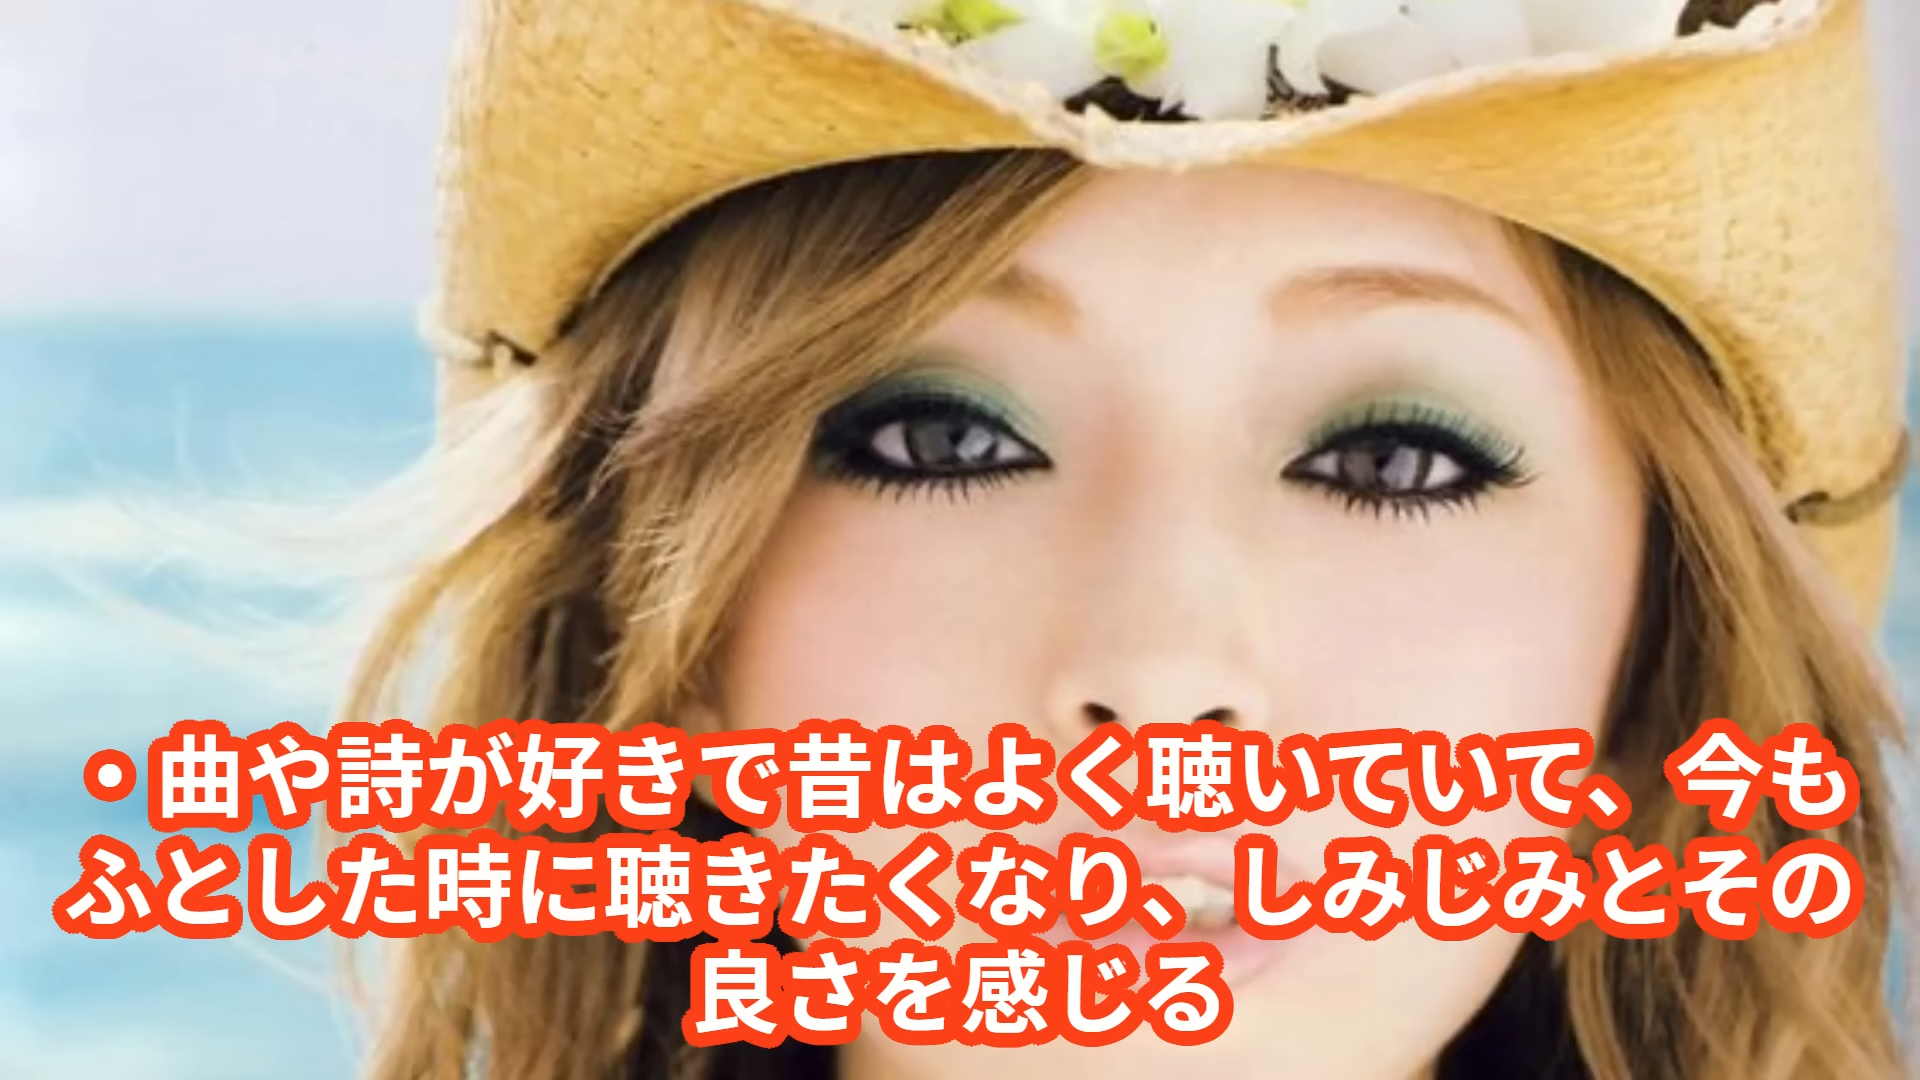 ・曲や詩が好きで昔はよく聴いていて、今も
ふとした時に聴きたくなり、しみじみとその
良さを感じる